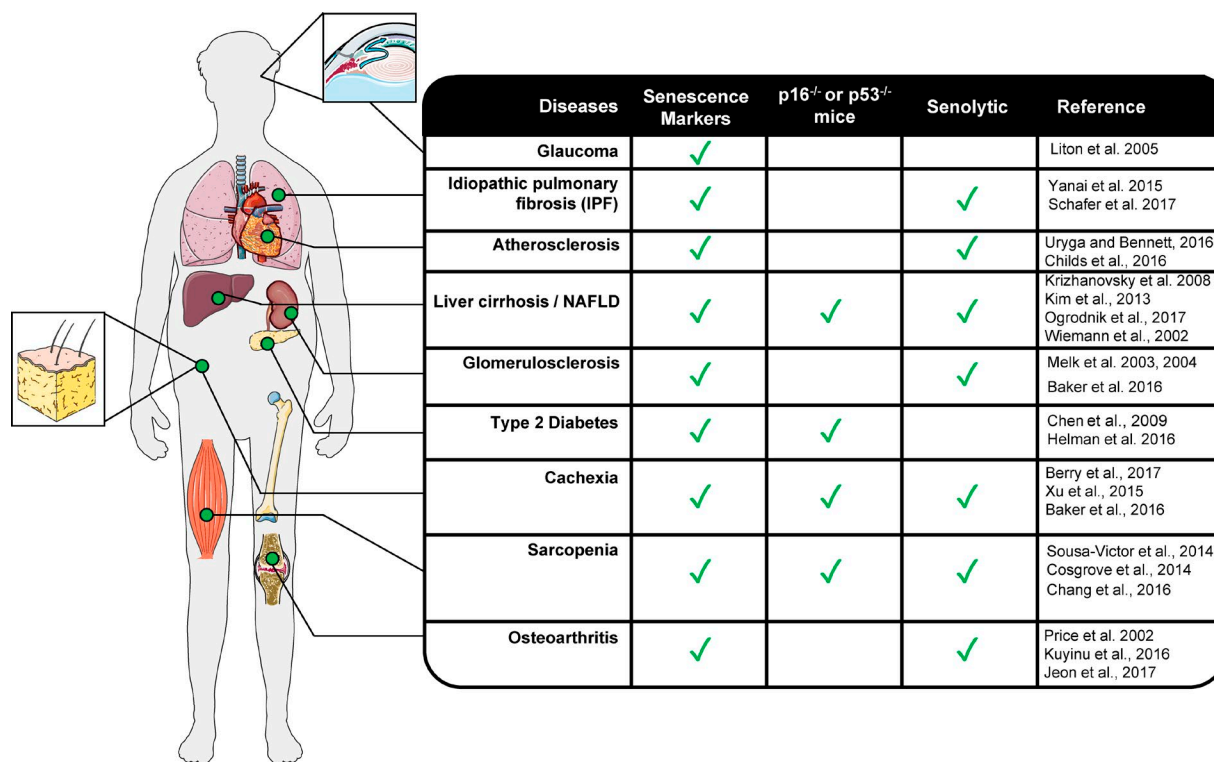 Diseases Senescence Markers p16-/- or p53-/- mice Senolytic Reference
Glaucoma ✓ Liton et al. 2005
Idiopathic pulmonary fibrosis (IPF) ✓ ✓ Yanai et al. 2015
Schafer et al. 2017
Atherosclerosis ✓ ✓ Uryga and Bennett, 2016
Childs et al., 2016
Liver cirrhosis / NAFLD ✓ ✓ ✓ Krizhanovsky et al. 2008
Kim et al., 2013
Ogrodnik et al., 2017
Wiemann et al., 2002
Glomerulosclerosis ✓ ✓ Melk et al. 2003, 2004
Baker et al. 2016
Type 2 Diabetes ✓ ✓ Chen et al., 2009
Helman et al. 2016
Cachexia ✓ ✓ ✓ Berry et al., 2017
Xu et al., 2015
Baker et al., 2016
Sarcopenia ✓ ✓ ✓ Sousa-Victor et al., 2014
Cosgrove et al., 2014
Chang et al., 2016
Osteoarthritis ✓ ✓ Price et al. 2002
Kuyinu et al., 2016
Jeon et al., 2017